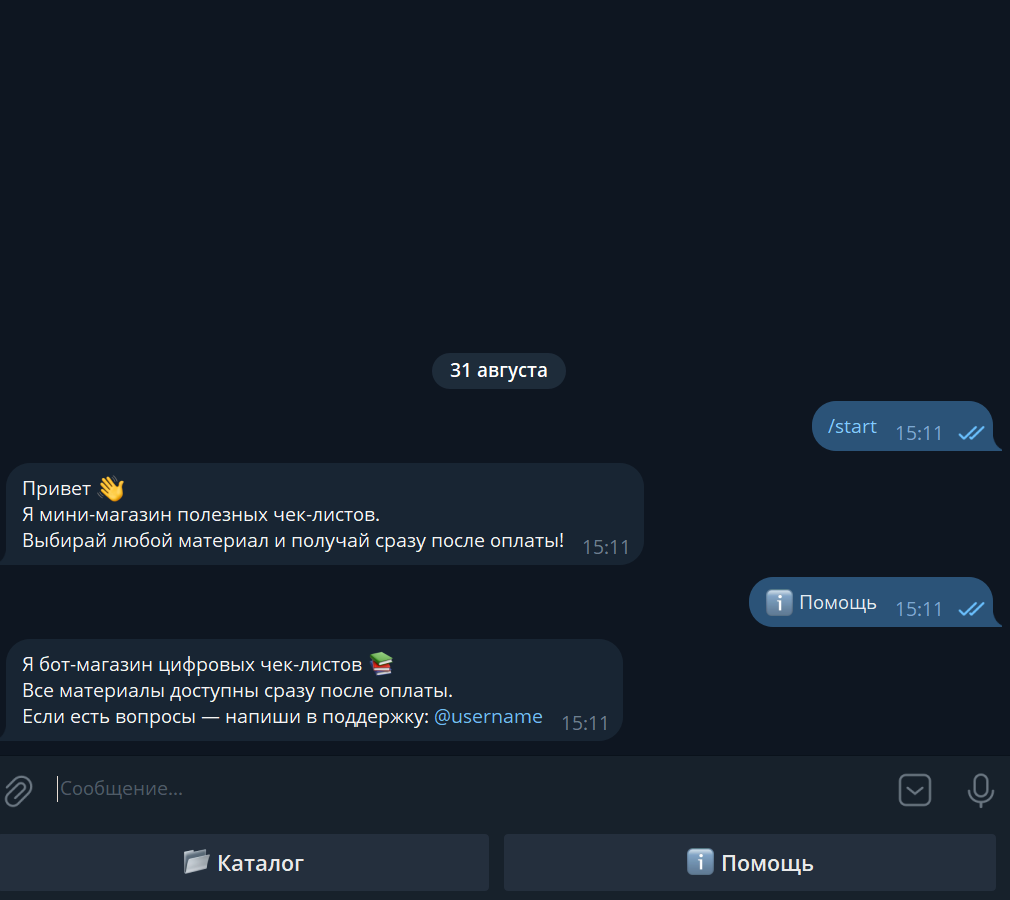 31 августа
/start 15:11
Привет 👋
Я мини-магазин полезных чек-листов.
Выбирай любой материал и получай сразу после оплаты! 15:11
ℹ️ Помощь 15:11
Я бот-магазин цифровых чек-листов 📚
Все материалы доступны сразу после оплаты.
Если есть вопросы — напиши в поддержку: @username 15:11
Сообщение...
📂 Каталог
ℹ️ Помощь